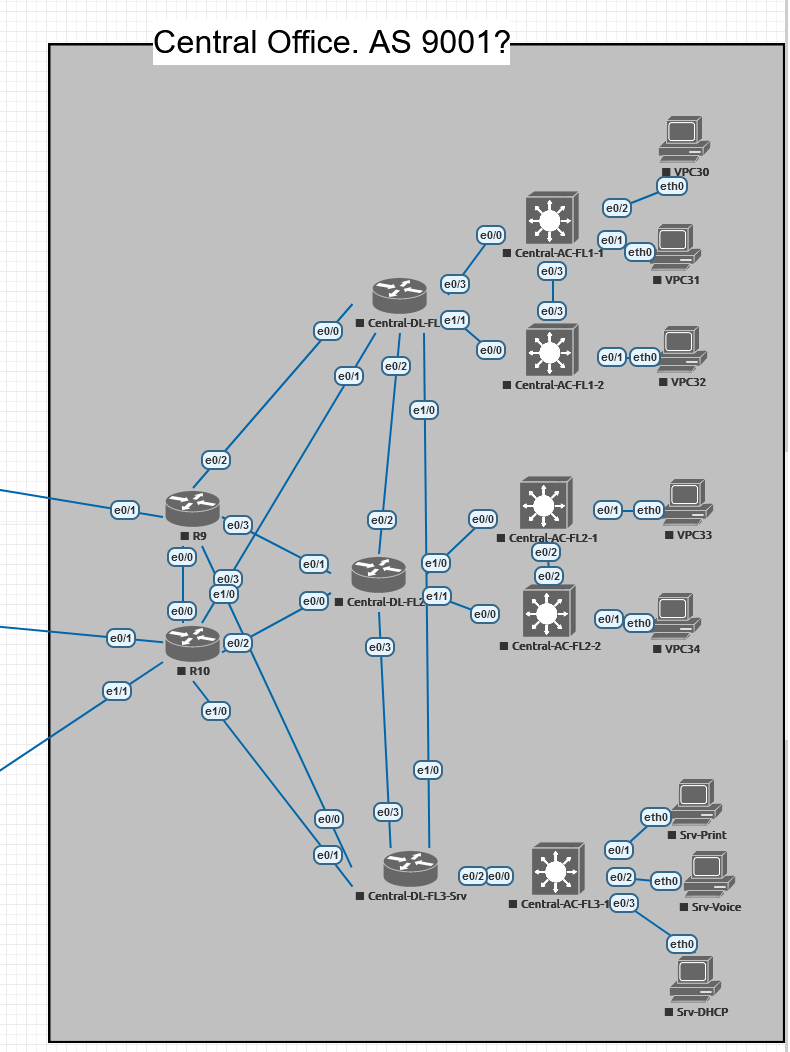 Central Office. AS 9001?
VPC30
eth0
e0/2
e0/0
e0/1
eth0
Central-AC-FL1-1
VPC31
e0/3
e0/3
e0/3
Central-DL-FL
e1/1
e0/0
e0/0
e0/1
eth0
e0/2
e0/1
VPC32
Central-AC-FL1-2
e1/0
e0/2
e0/1
e0/3
R9
e0/2
e0/0
e0/1
eth0
Central-AC-FL2-1
VPC33
e0/2
e0/2
e0/0
e0/1
e1/0
e0/3
e1/0
e0/0
Central-DL-FL2
e1/1
e0/0
e0/0
e0/1
eth0
e0/1
e0/2
R10
e0/3
Central-AC-FL2-2
VPC34
e1/1
e1/0
e1/0
e0/3
e0/0
e0/1
eth0
Srv-Print
e0/1
Central-DL-FL3-Srv
e0/2
e0/0
Central-AC-FL3-1
e0/2
eth0
Srv-Voice
e0/3
eth0
Srv-DHCP